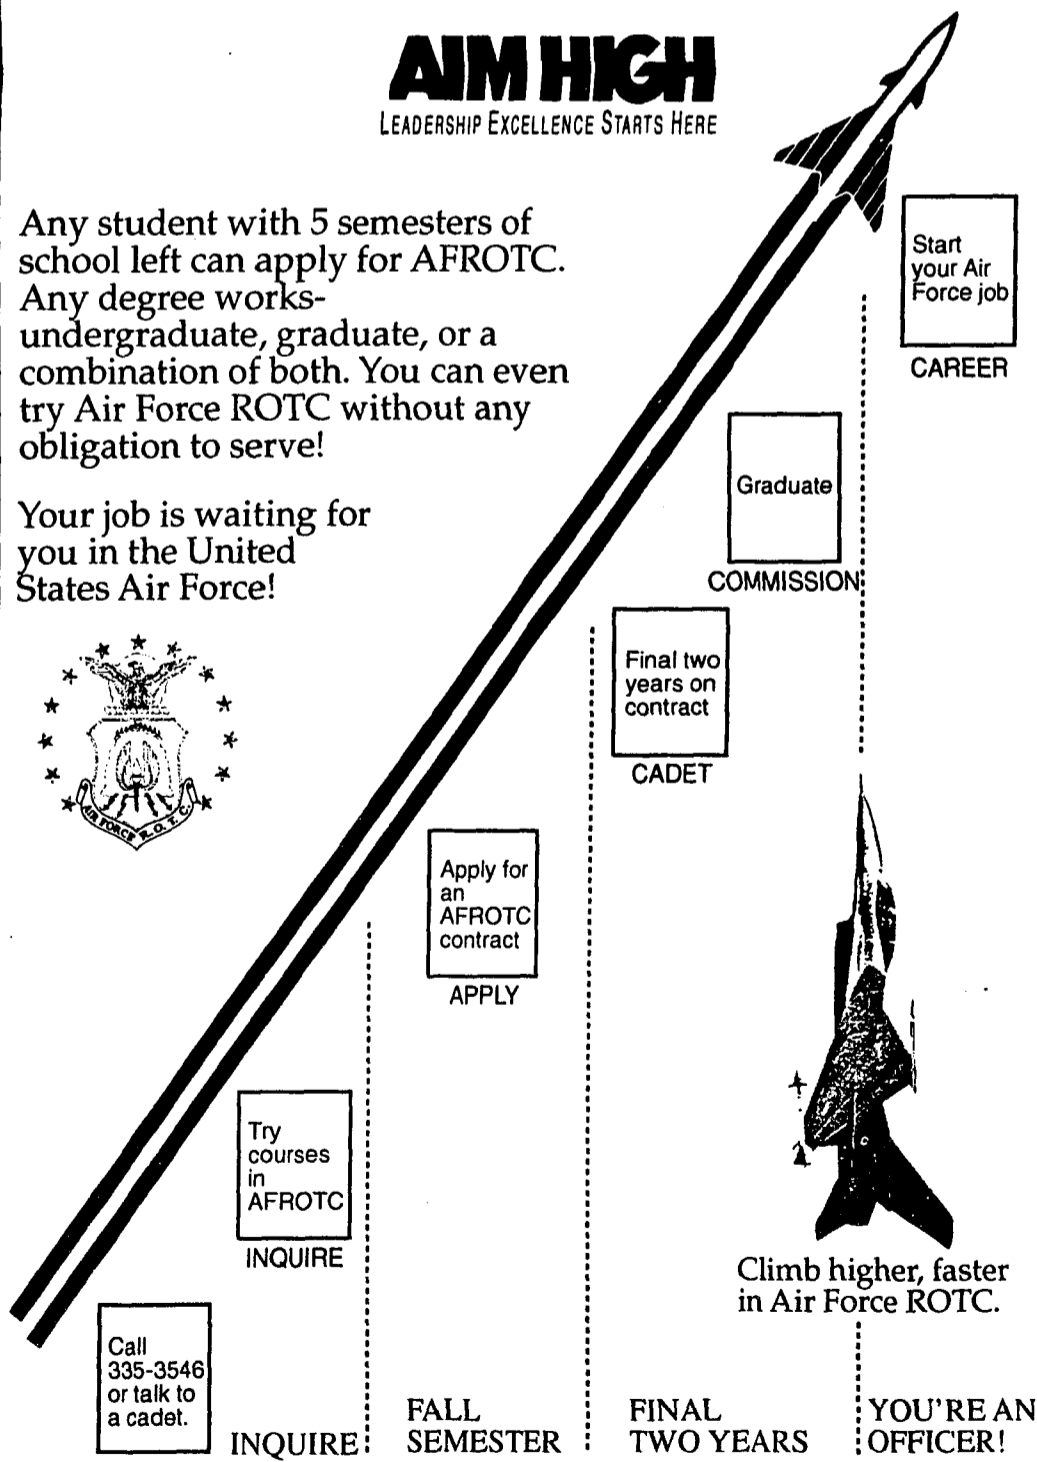 AIM HIGH
LEADERSHIP EXCELLENCE STARTS HERE
Any student with 5 semesters of
school left can apply for AFROTC.
Any degree works-
undergraduate, graduate, or a
combination of both. You can even
try Air Force ROTC without any
obligation to serve!
Your job is waiting for
you in the United
States Air Force!
AIR FORCE R.O.T.C.
Start
your Air
Force job
CAREER
Graduate
COMMISSION
Final two
years on
contract
CADET
Apply for
an
AFROTC
contract
APPLY
Try
courses
in
AFROTC
INQUIRE
Call
335-3546
or talk to
a cadet.
Climb higher, faster
in Air Force ROTC.
INQUIRE
FALL
SEMESTER
FINAL
TWO YEARS
YOU'RE AN
OFFICER!